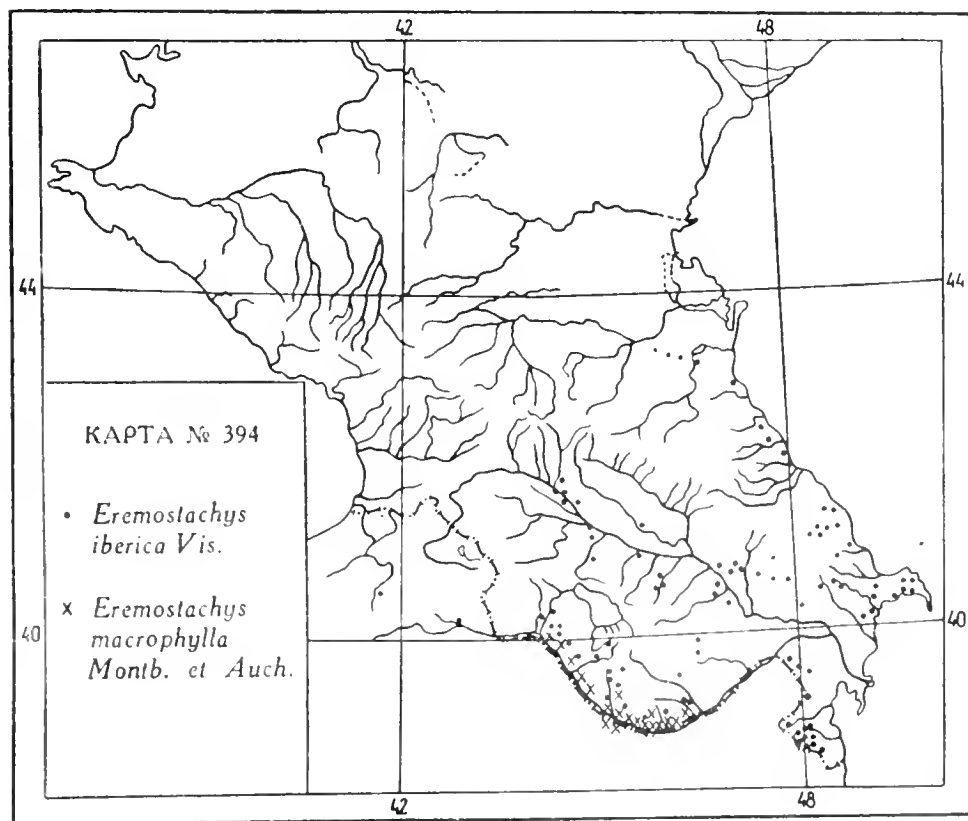 42 48
44 44
КАРТА № 394
• Eremostachys
iberica Vis.
x Eremostachys
macrophylla
Montb. et Auch.
40 40
42 48